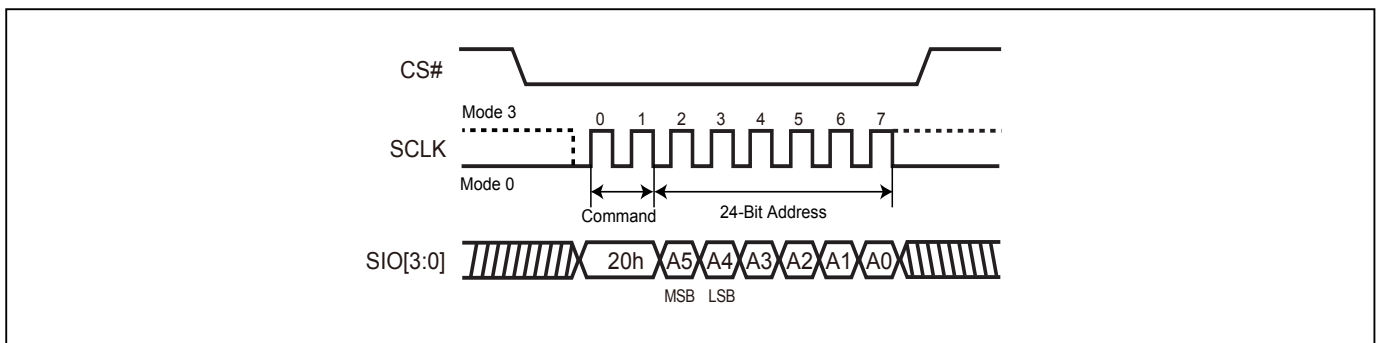 CS#
Mode 3
0 1 2 3 4 5 6 7
SCLK
Mode 0
Command
24-Bit Address
SIO[3:0]
20h A5 A4 A3 A2 A1 A0
MSB LSB